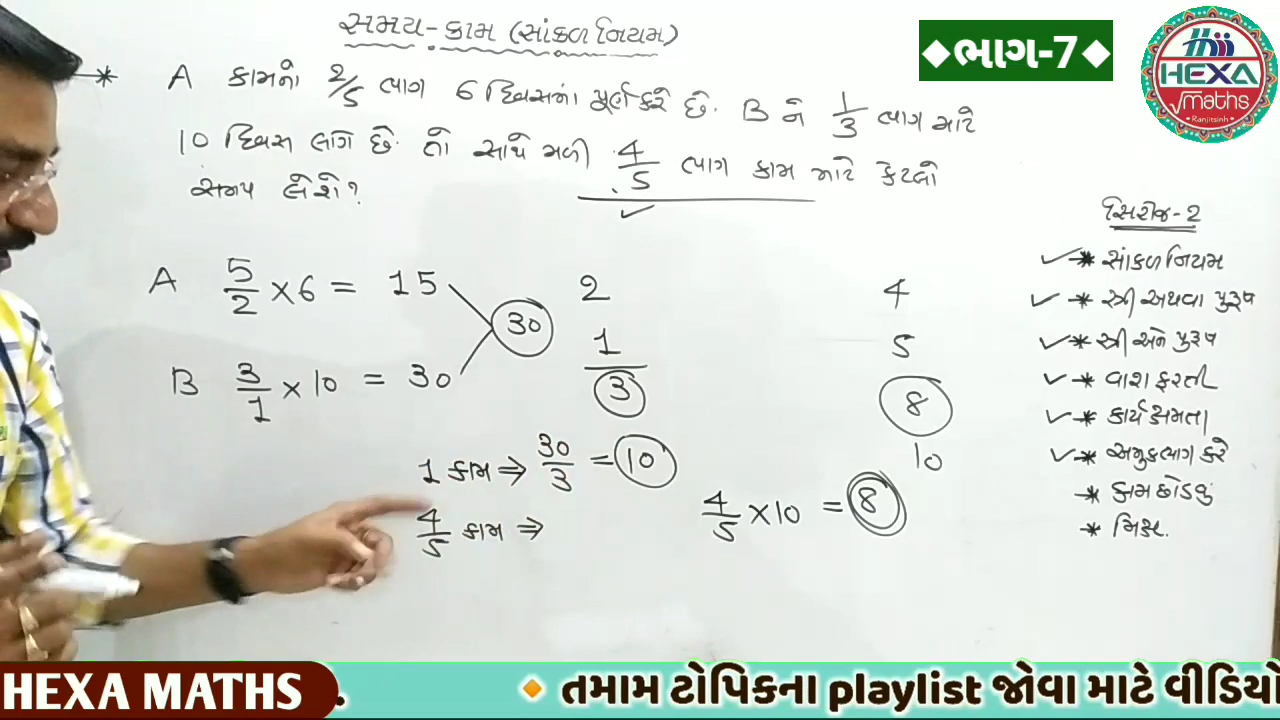 સમય - કામ (સાંકળ નિયમ)
◆ભાગ-7◆
HEXA
Maths
Ranjitsinh
* A કામનો 2/5 ભાગ 6 દિવસમાં પૂર્ણ કરે છે. B ને 1/3 ભાગ માટે
10 દિવસ લાગે છે. તો સાથે મળી 4/5 ભાગ કામ માટે કેટલો
સમય લેશે?
A 5/2 × 6 = 15
B 3/1 × 10 = 30
30
2
1
3
4
5
8
10
1 કામ ⇒ 30/3 = 10
4/5 કામ ⇒ 4/5 × 10 = 8
સિરીજ - 2
* સાંકળ નિયમ
* સ્ત્રી અથવા પુરૂષ
* સ્ત્રી અને પુરૂષ
* વારા ફરતી
* કાર્યક્ષમતા
* અમુક ભાગ કરે
* કામ છોડવું
* મિક્સ.
HEXA MATHS .
🔸 તમામ ટોપિકના playlist જોવા માટે વીડિયો